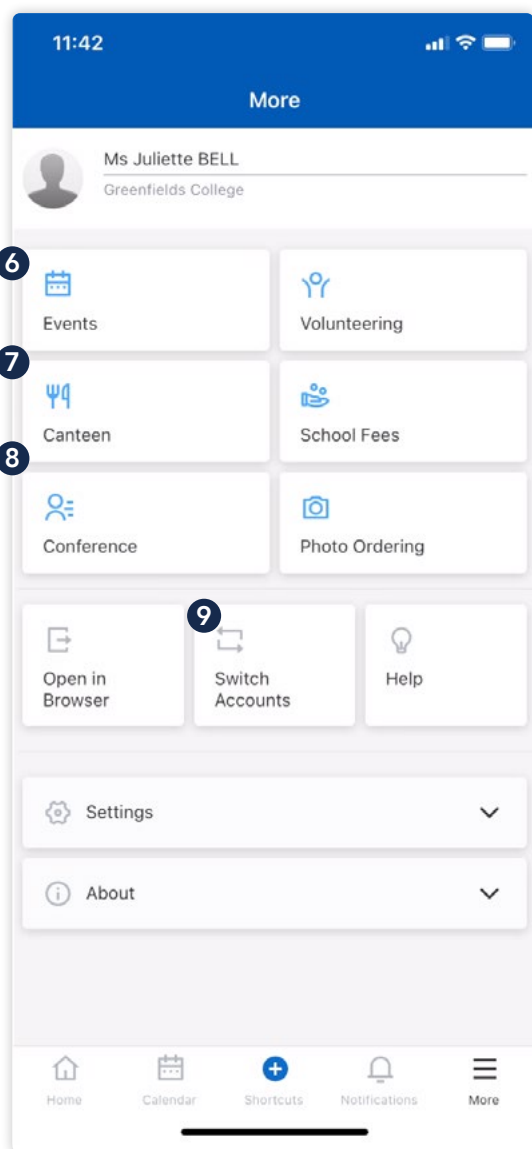 11:42
More
Ms Juliette BELL
Greenfields College
6
Events
Volunteering
7
Canteen
School Fees
8
Conference
Photo Ordering
9
Open in
Browser
Switch
Accounts
Help
Settings
About
Home
Calendar
Shortcuts
Notifications
More